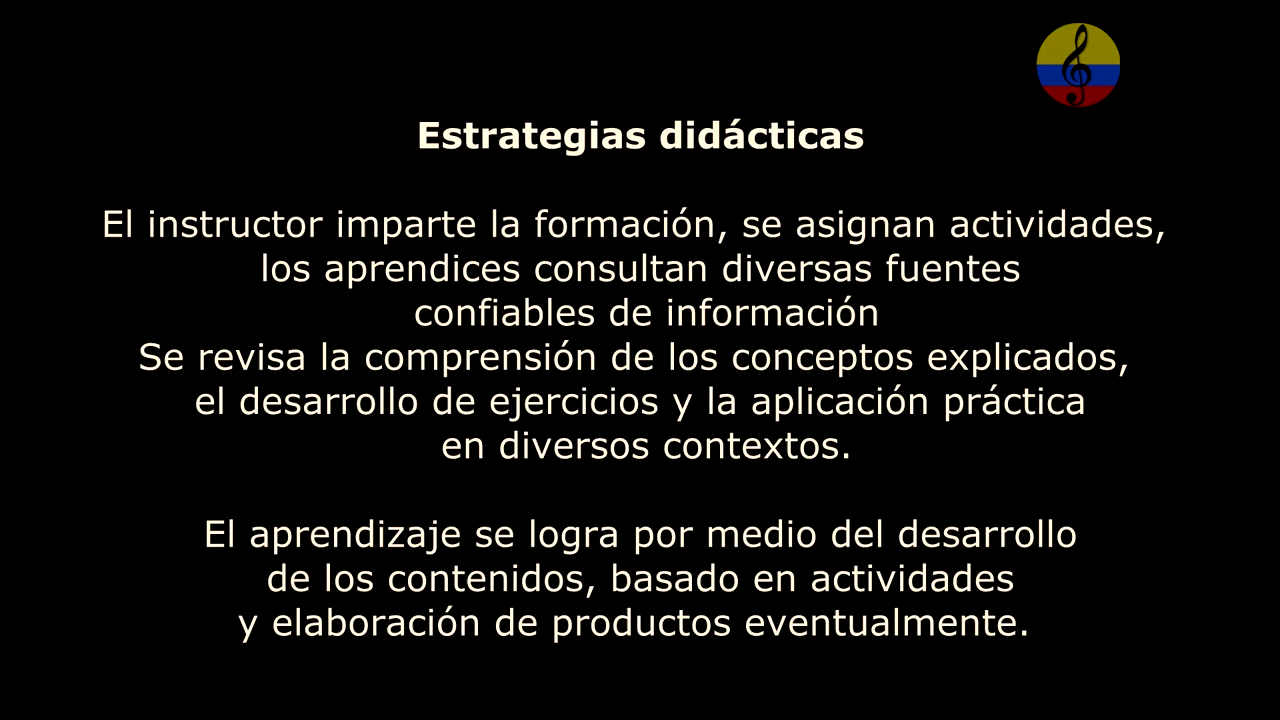 Estrategias didácticas
El instructor imparte la formación, se asignan actividades,
los aprendices consultan diversas fuentes
confiables de información
Se revisa la comprensión de los conceptos explicados,
el desarrollo de ejercicios y la aplicación práctica
en diversos contextos.
El aprendizaje se logra por medio del desarrollo
de los contenidos, basado en actividades
y elaboración de productos eventualmente.